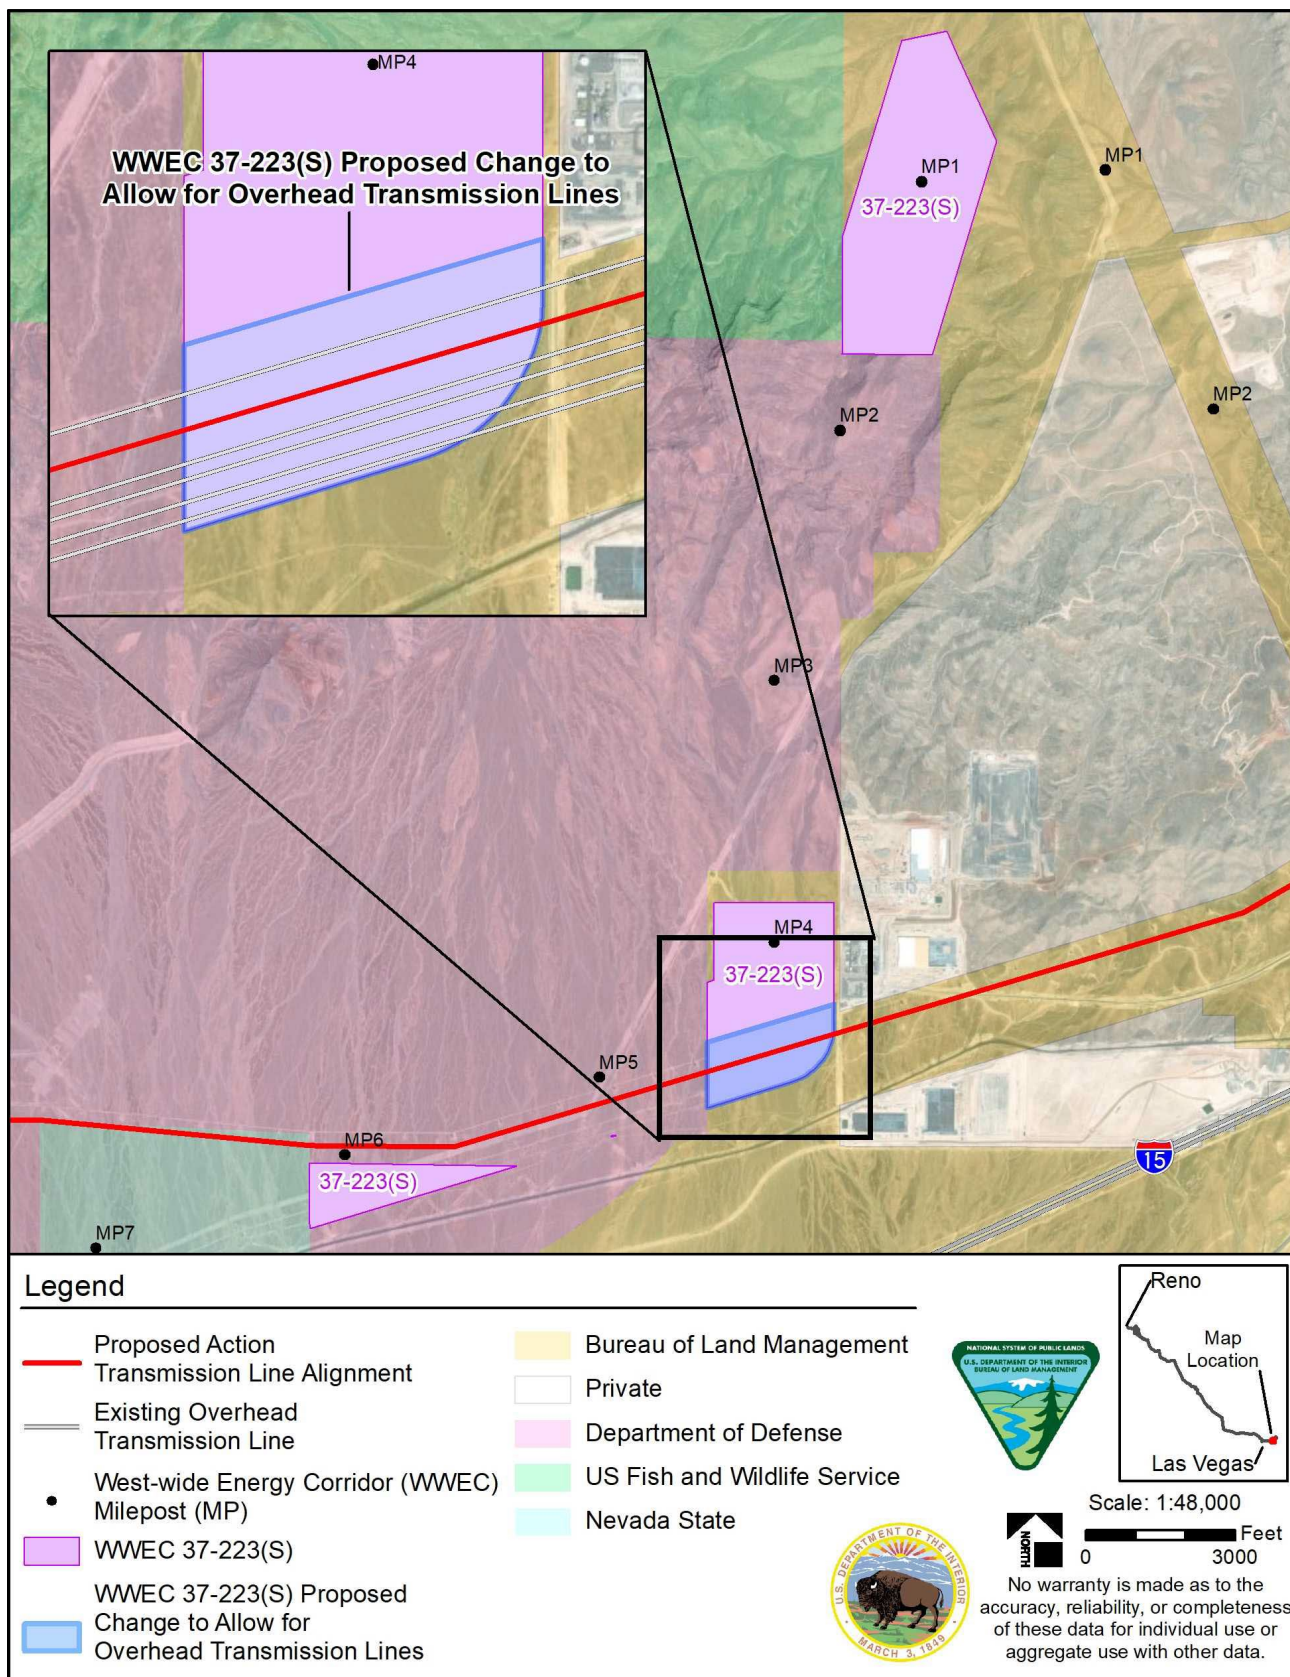 MP4
WWEC 37-223(S) Proposed Change to
Allow for Overhead Transmission Lines
MP1
37-223(S)
MP1
MP2
MP2
MP3
MP4
37-223(S)
MP5
MP6
37-223(S)
MP7
15
Legend
Proposed Action
Transmission Line Alignment
Existing Overhead
Transmission Line
West-wide Energy Corridor (WWEC)
Milepost (MP)
WWEC 37-223(S)
WWEC 37-223(S) Proposed
Change to Allow for
Overhead Transmission Lines
Bureau of Land Management
Private
Department of Defense
US Fish and Wildlife Service
Nevada State
NATIONAL SYSTEM OF PUBLIC LANDS
U.S. DEPARTMENT OF THE INTERIOR
BUREAU OF LAND MANAGEMENT
U.S. DEPARTMENT OF THE INTERIOR
MARCH 3, 1849
Reno
Map
Location
Las Vegas
Scale: 1:48,000
NORTH
Feet
0 3000
No warranty is made as to the
accuracy, reliability, or completeness
of these data for individual use or
aggregate use with other data.